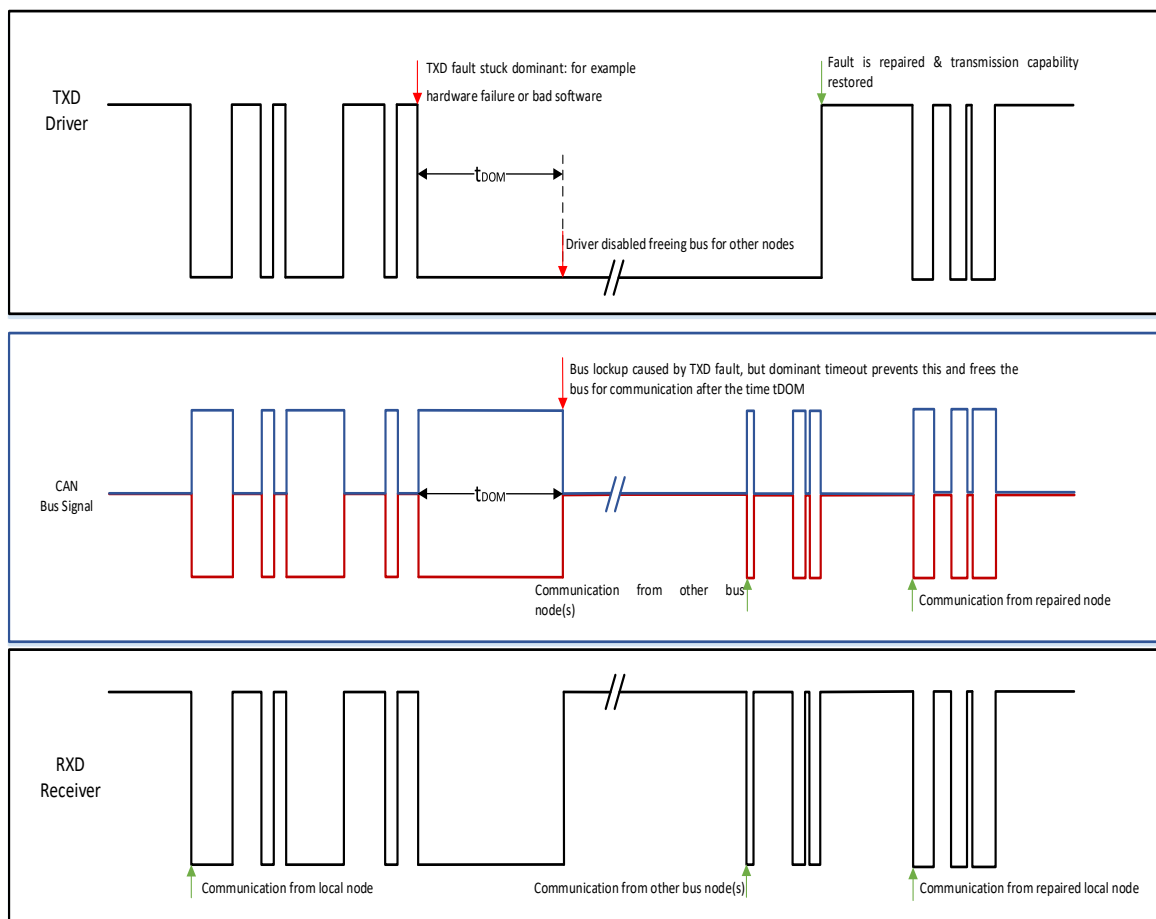 TXD fault stuck dominant: for example
hardware failure or bad software
Fault is repaired & transmission capability
restored
TXD
Driver
tDOM
Driver disabled freeing bus for other nodes
Bus lockup caused by TXD fault, but dominant timeout prevents this and frees the
bus for communication after the time tDOM
CAN
Bus Signal
tDOM
Communication from other bus
node(s)
Communication from repaired node
RXD
Receiver
Communication from local node
Communication from other bus node(s)
Communication from repaired local node